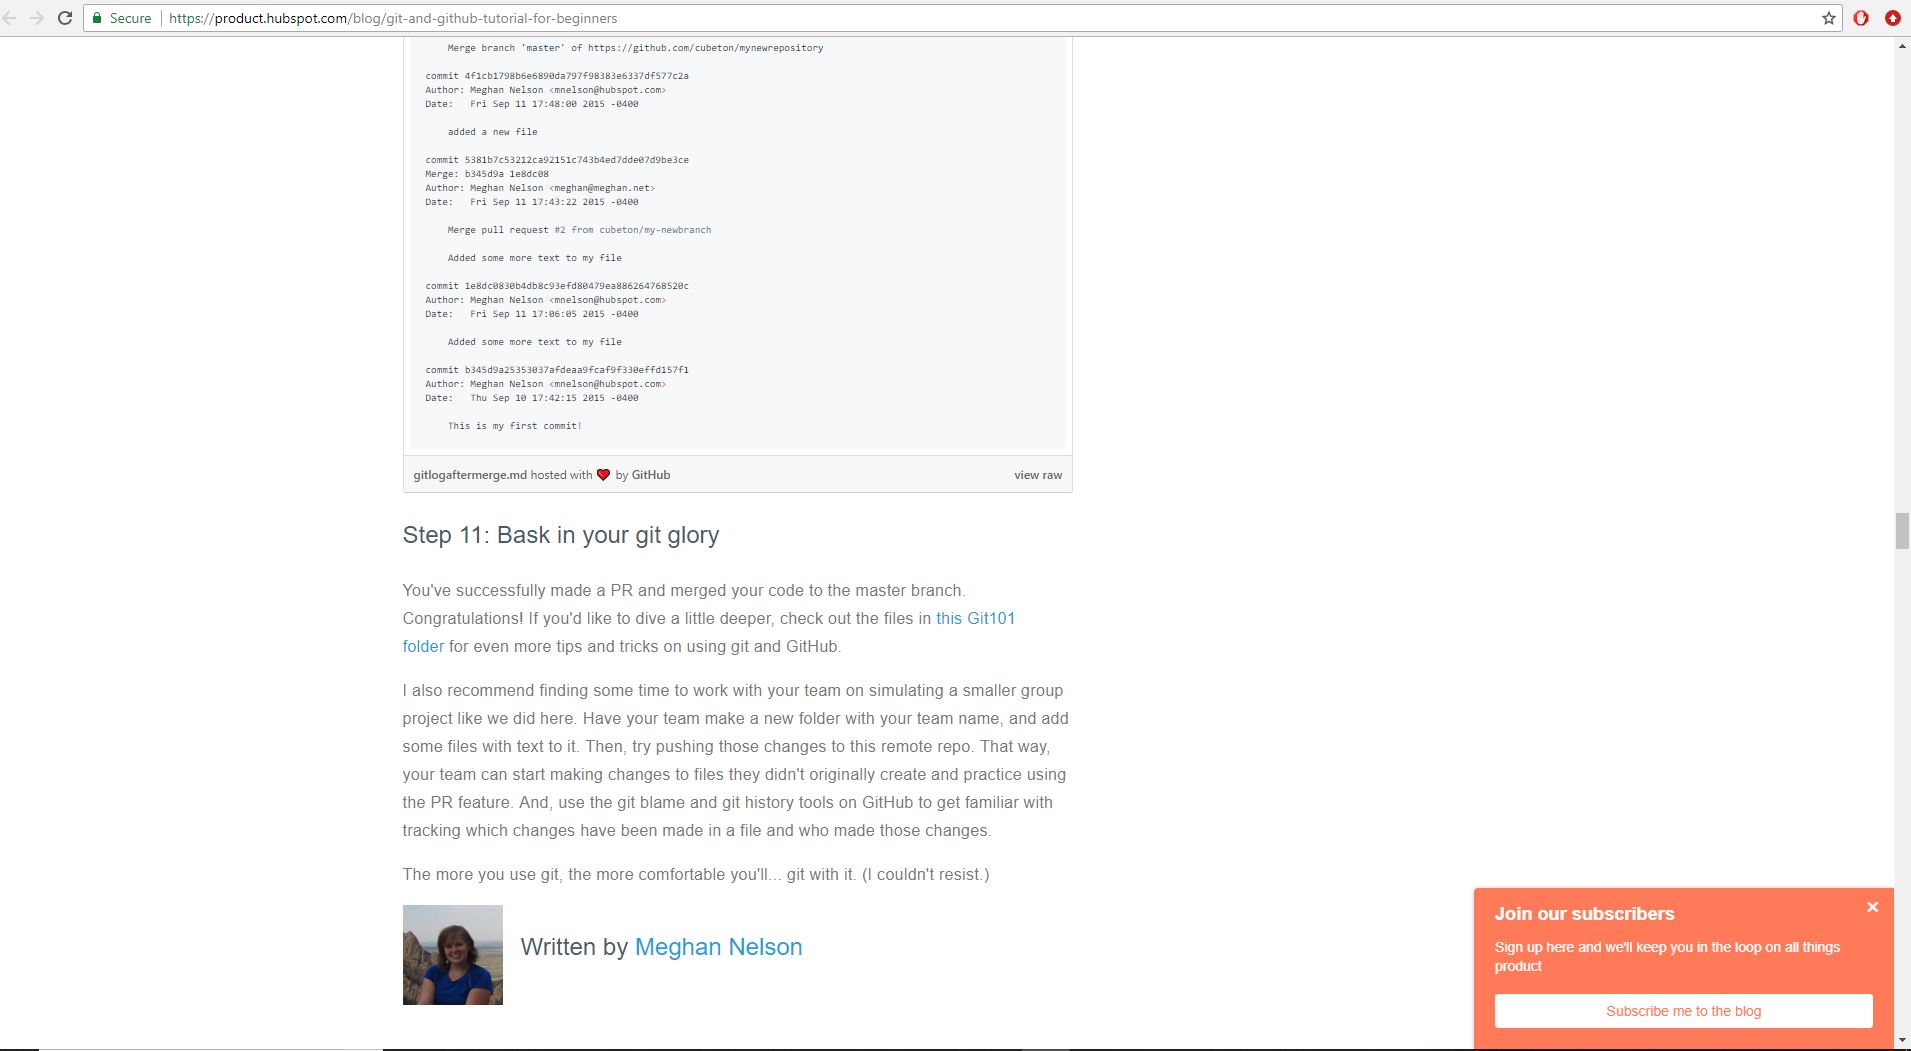 Secure https://product.hubspot.com/blog/git-and-github-tutorial-for-beginners
Merge branch 'master' of https://github.com/cubeton/mynewrepository
commit 4f1cb1798b6e6890da797f98383e6337df577c2a
Author: Meghan Nelson <mnelson@hubspot.com>
Date:   Fri Sep 11 17:48:00 2015 -0400
added a new file
commit 5381b7c53212ca92151c743b4ed7dde07d9be3ce
Merge: b345d9a 1e8dc08
Author: Meghan Nelson <meghan@meghan.net>
Date:   Fri Sep 11 17:43:22 2015 -0400
Merge pull request #2 from cubeton/my-newbranch
Added some more text to my file
commit 1e8dc0830b4db8c93efd80479ea886264768520c
Author: Meghan Nelson <mnelson@hubspot.com>
Date:   Fri Sep 11 17:06:05 2015 -0400
Added some more text to my file
commit b345d9a25353037afdeaa9fcaf9f330effd157f1
Author: Meghan Nelson <mnelson@hubspot.com>
Date:   Thu Sep 10 17:42:15 2015 -0400
This is my first commit!
gitlogaftermerge.md hosted with ❤ by GitHub view raw
Step 11: Bask in your git glory
You've successfully made a PR and merged your code to the master branch.
Congratulations! If you'd like to dive a little deeper, check out the files in this Git101
folder for even more tips and tricks on using git and GitHub.
I also recommend finding some time to work with your team on simulating a smaller group
project like we did here. Have your team make a new folder with your team name, and add
some files with text to it. Then, try pushing those changes to this remote repo. That way,
your team can start making changes to files they didn't originally create and practice using
the PR feature. And, use the git blame and git history tools on GitHub to get familiar with
tracking which changes have been made in a file and who made those changes.
The more you use git, the more comfortable you'll... git with it. (I couldn't resist.)
Written by Meghan Nelson
Join our subscribers
Sign up here and we'll keep you in the loop on all things
product
Subscribe me to the blog